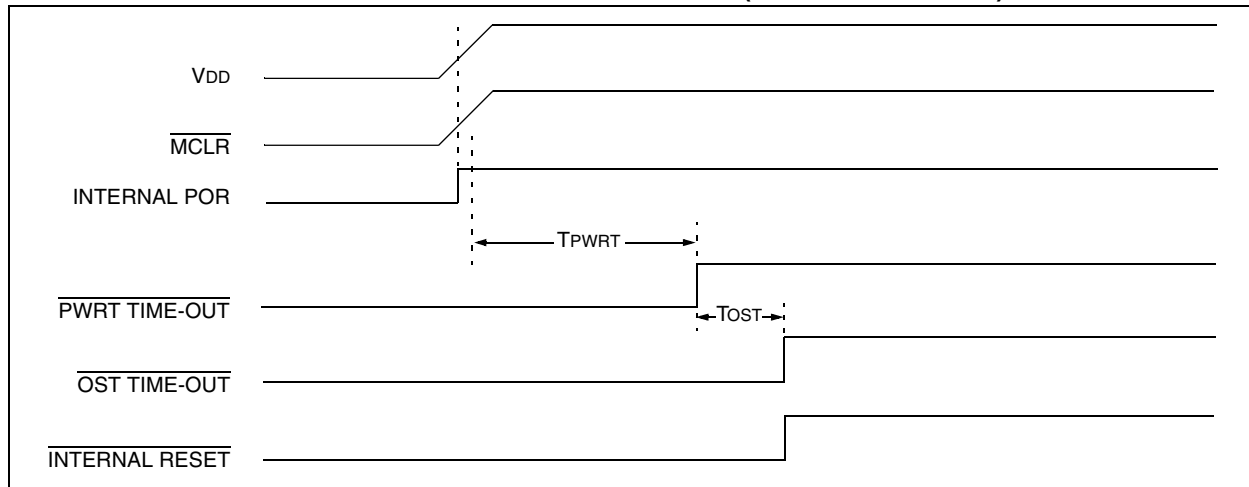 VDD
MCLR
INTERNAL POR
TPWRT
PWRT TIME-OUT
TOST
OST TIME-OUT
INTERNAL RESET